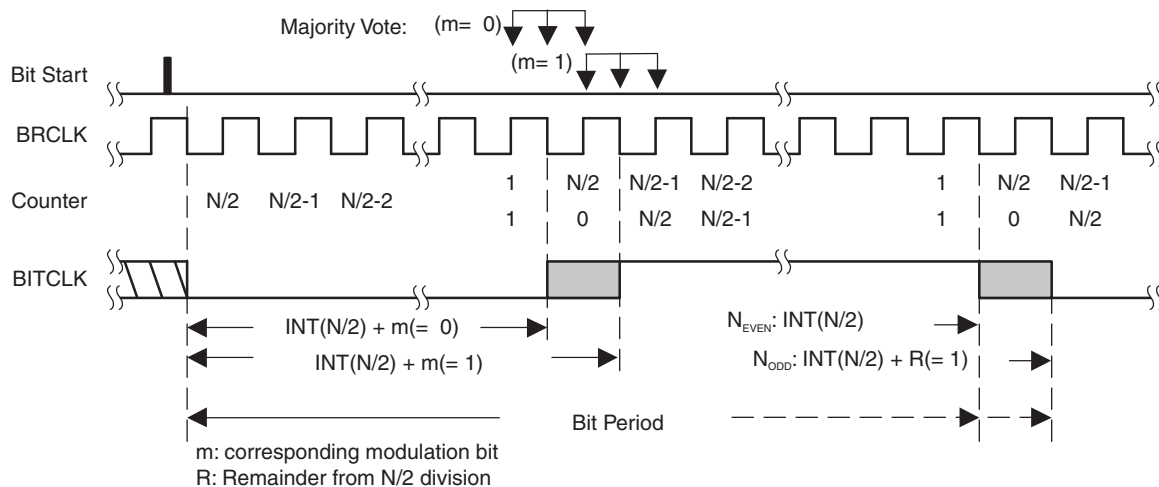 Majority Vote: (m= 0)
(m= 1)
Bit Start
BRCLK
Counter
1 N/2 N/2-1 N/2-2 1 N/2 N/2-1
N/2 N/2-1 N/2-2
1 0 N/2 N/2-1 1 0 N/2
BITCLK
INT(N/2) + m(= 0)
NEVEN: INT(N/2)
INT(N/2) + m(= 1)
NODD: INT(N/2) + R(= 1)
Bit Period
m: corresponding modulation bit
R: Remainder from N/2 division